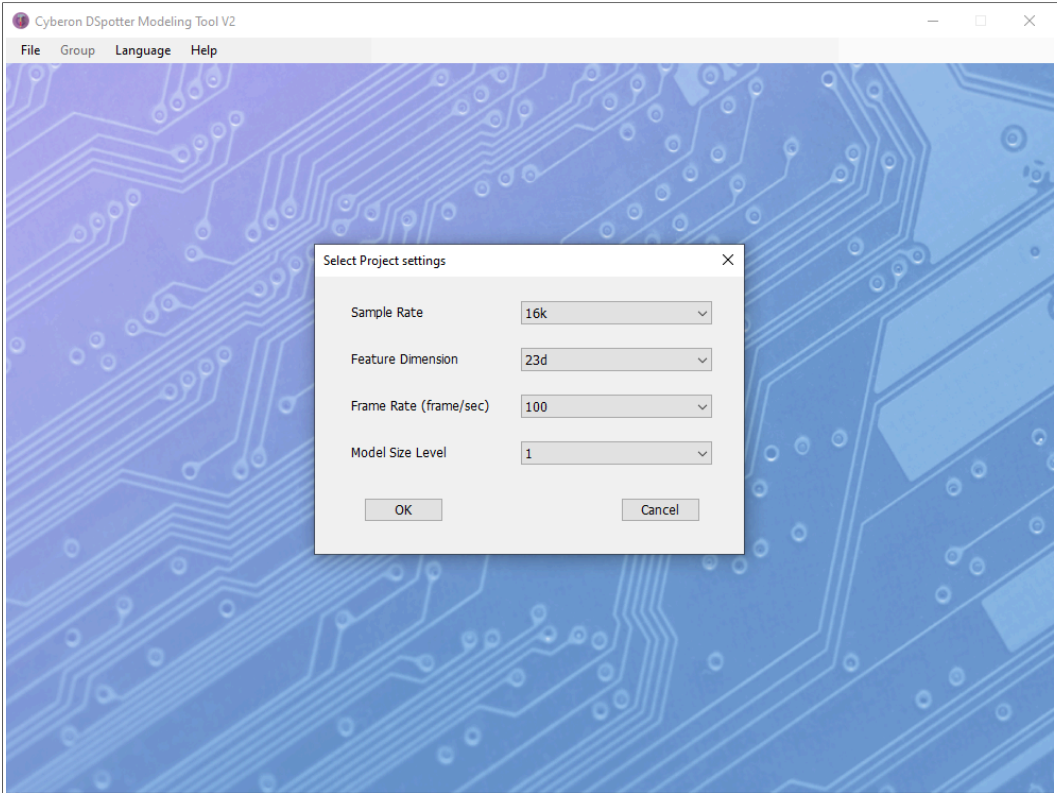 Cyberon DSpotter Modeling Tool V2
File Group Language Help
Select Project settings
Sample Rate 16k
Feature Dimension 23d
Frame Rate (frame/sec) 100
Model Size Level 1
OK Cancel